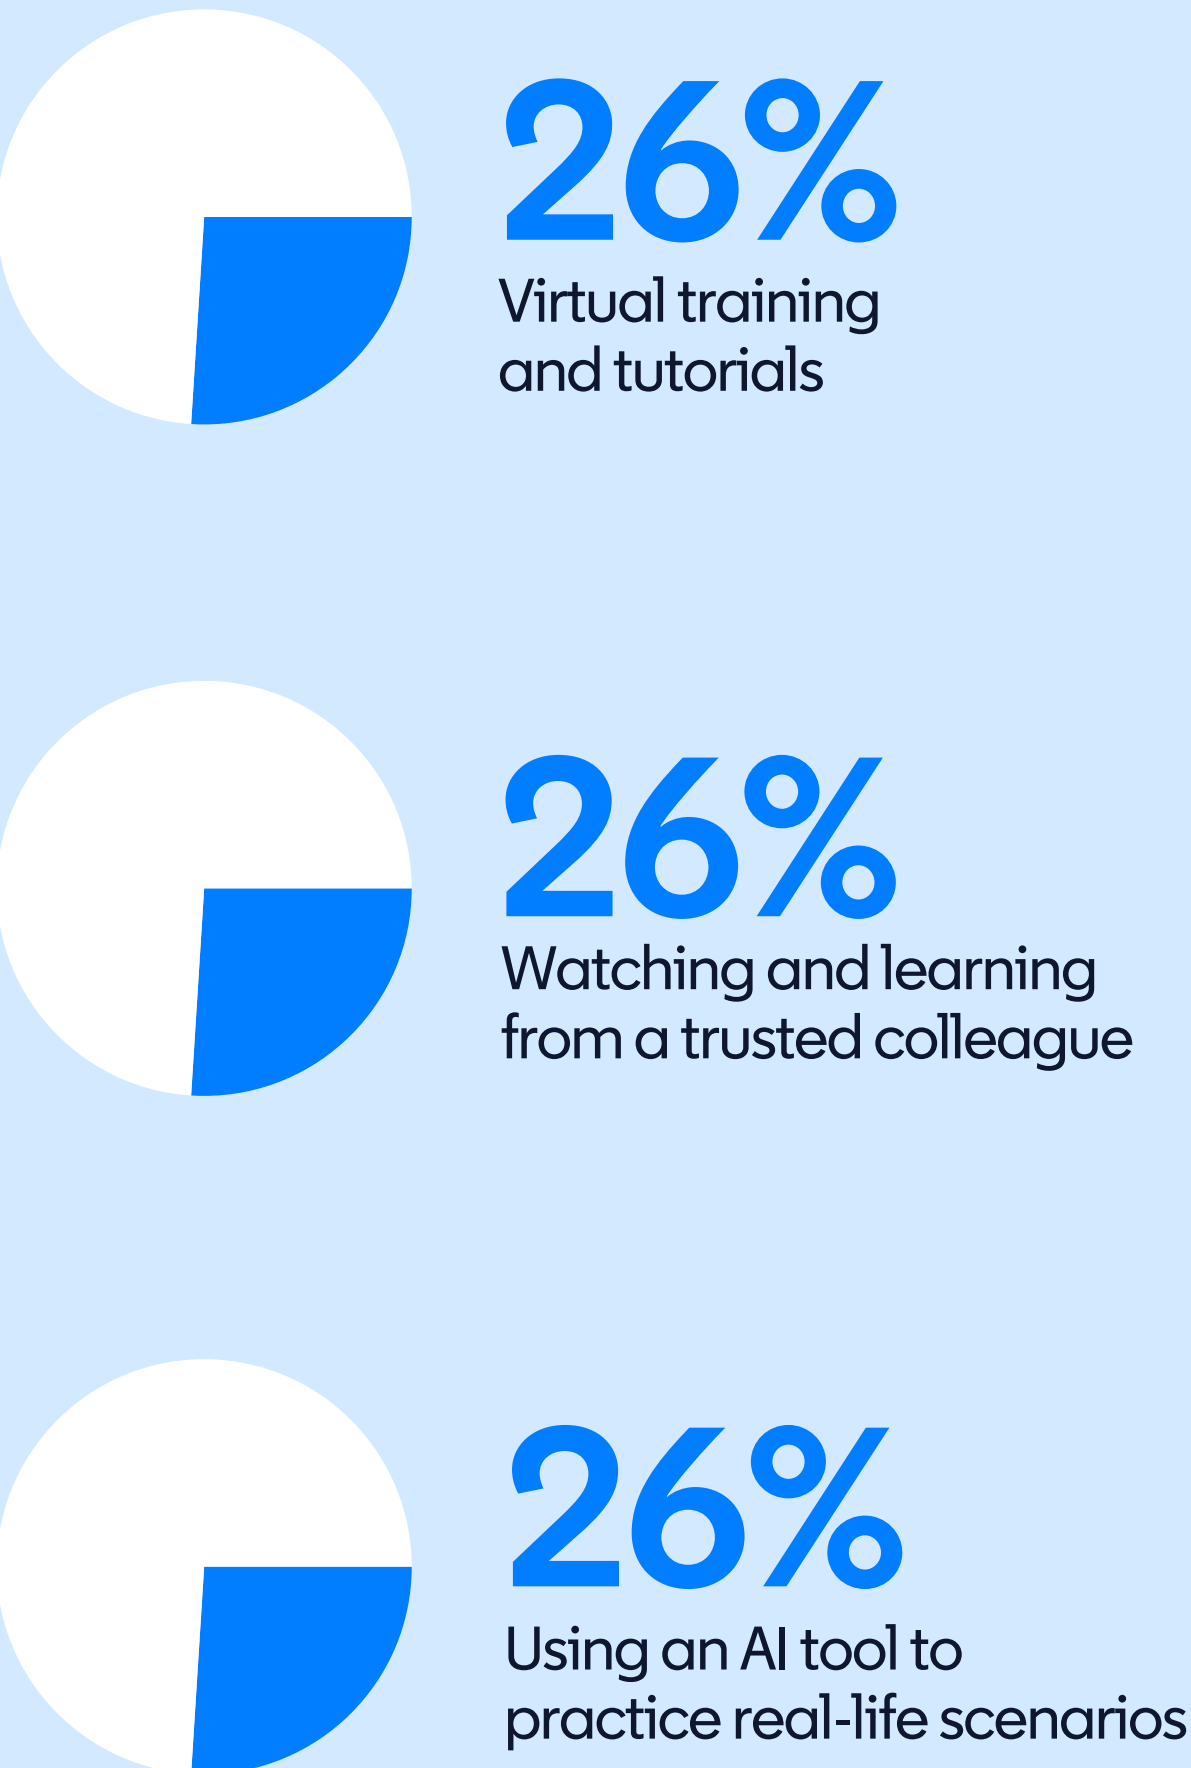 26%
Virtual training
and tutorials
26%
Watching and learning
from a trusted colleague
26%
Using an AI tool to
practice real-life scenarios